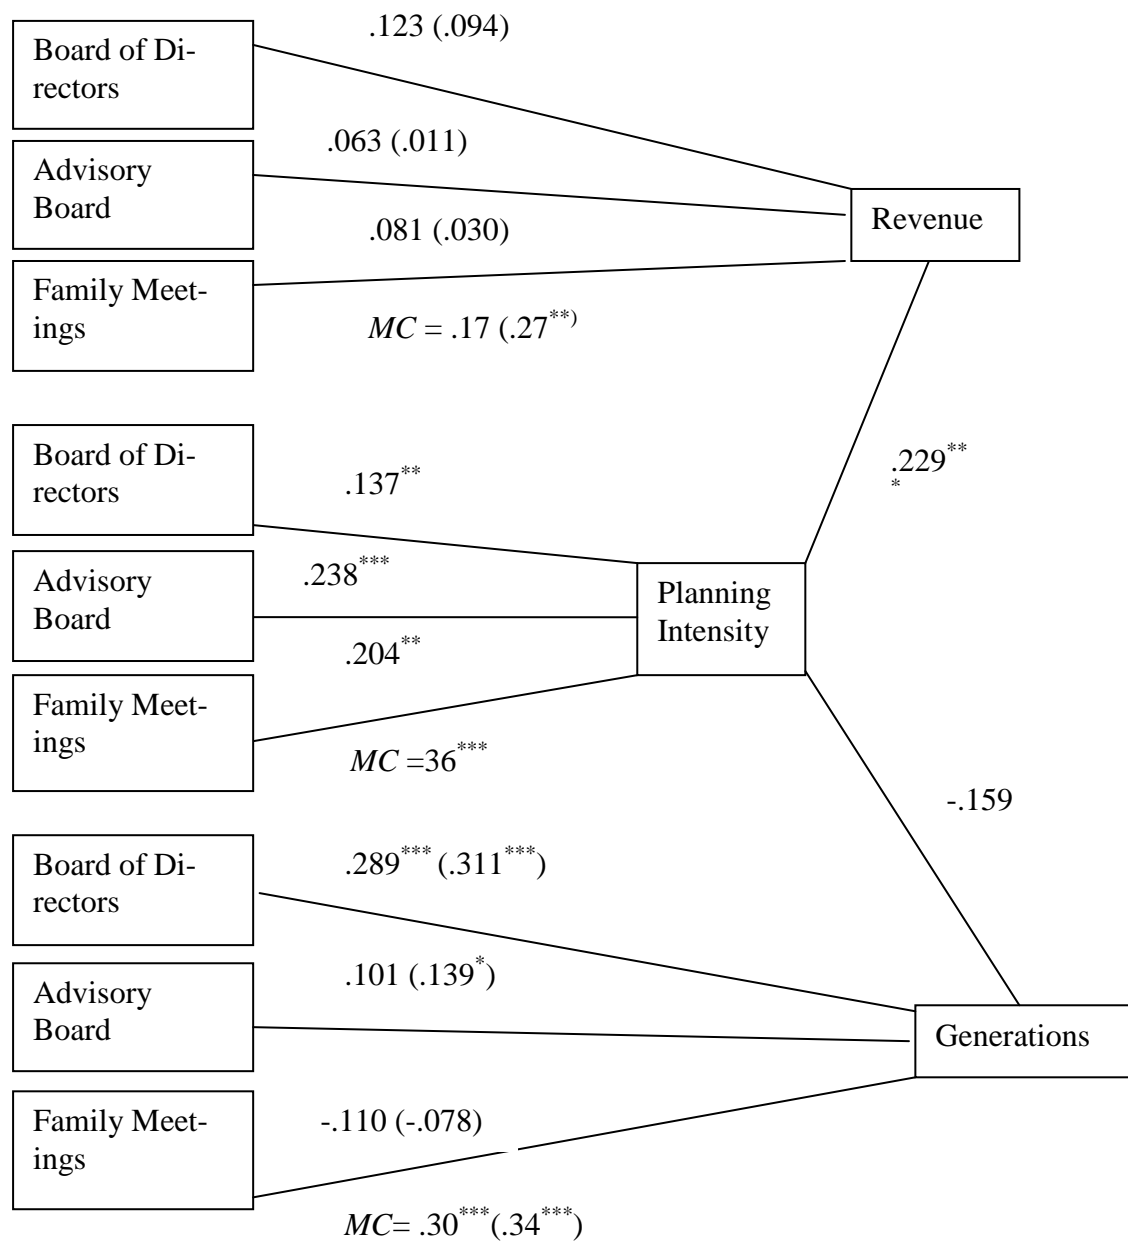 .123 (.094)
Board of Di-
rectors
.063 (.011)
Advisory
Board
Revenue
.081 (.030)
Family Meet-
ings
MC = .17 (.27**)
Board of Di-
rectors
.137**
.229**
*
.238***
Advisory
Board
Planning
Intensity
.204**
Family Meet-
ings
MC =36***
-.159
Board of Di-
rectors
.289*** (.311***)
.101 (.139*)
Advisory
Board
Generations
Family Meet-
ings
-.110 (-.078)
MC= .30***(.34***)